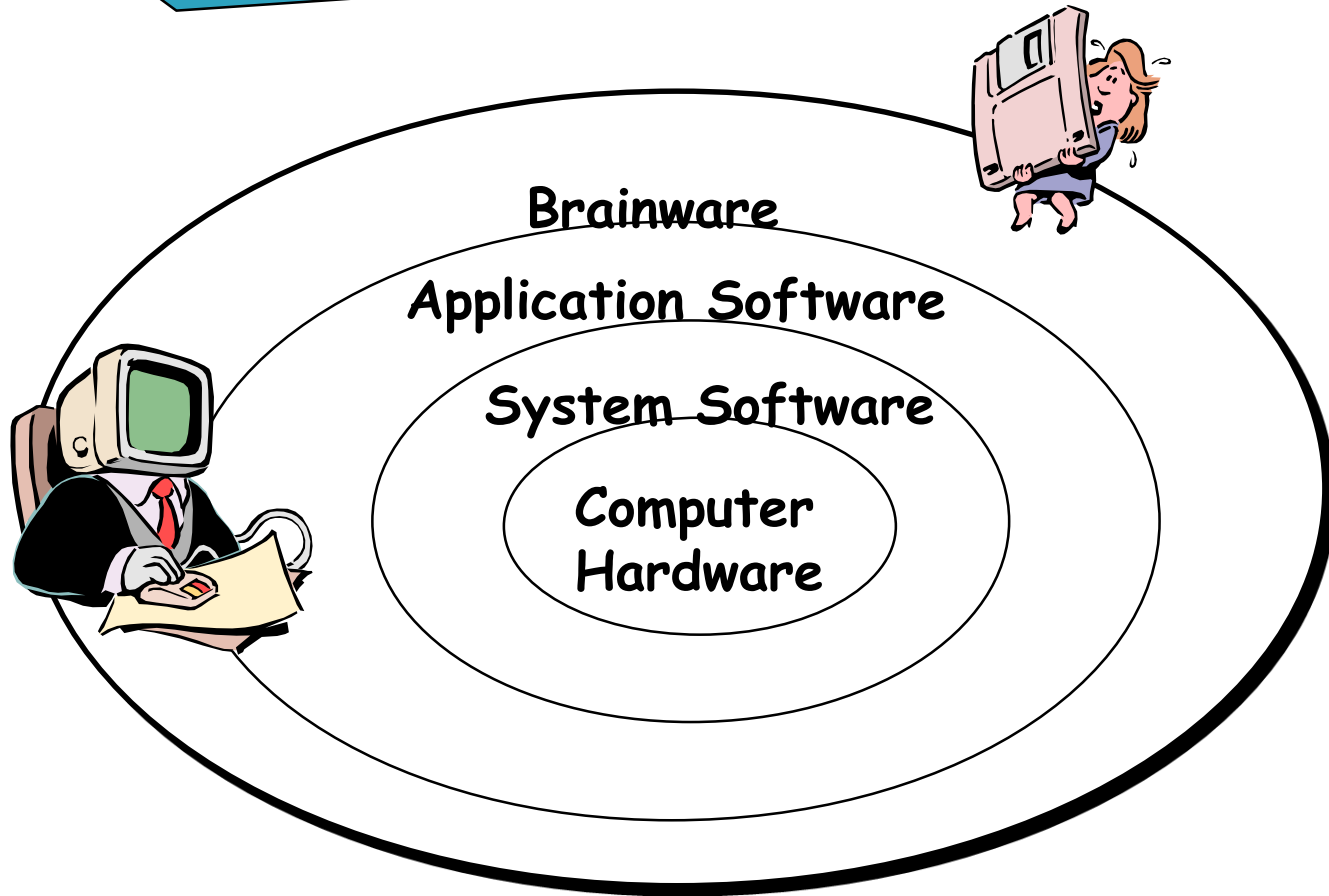 Brainware
Application Software
System Software
Computer
Hardware